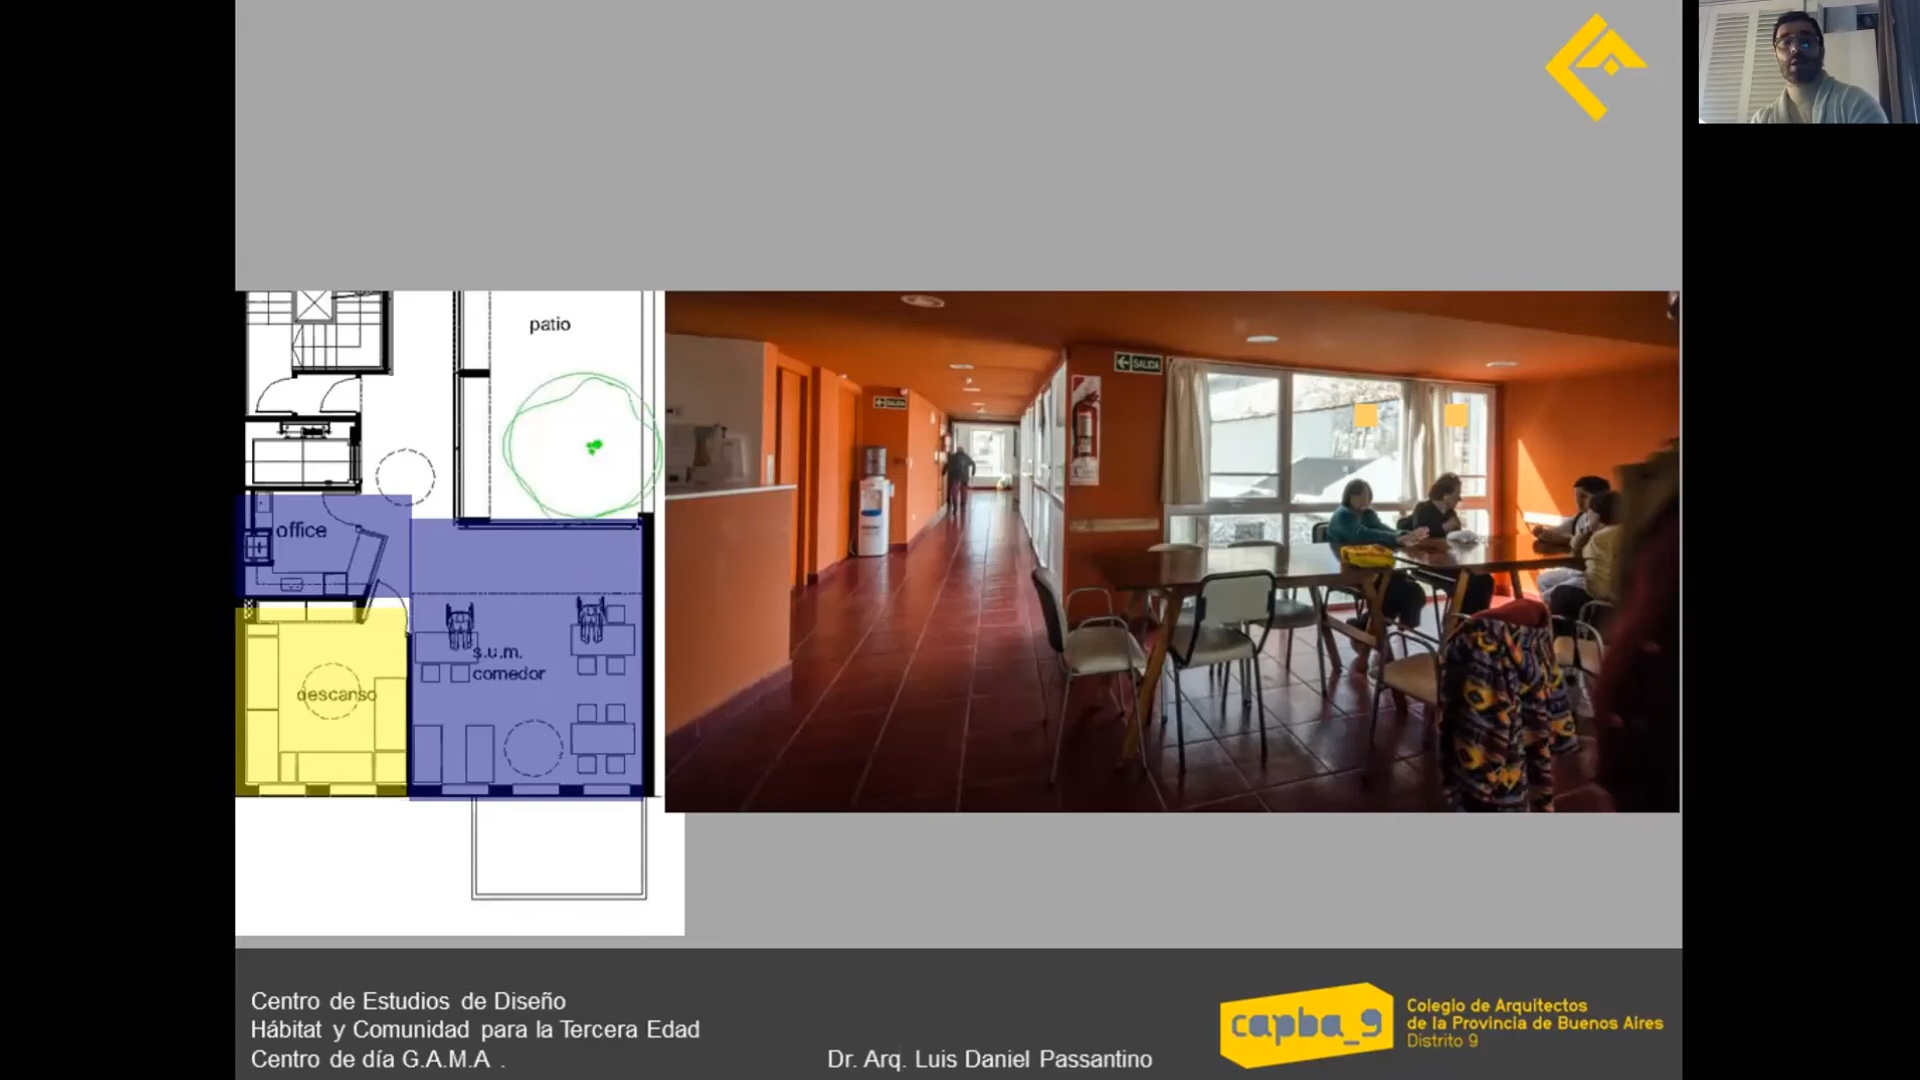 patio
SALIDA
SALIDA
office
s.u.m.
comedor
descanso
Centro de Estudios de Diseño
Hábitat y Comunidad para la Tercera Edad
Centro de día G.A.M.A .
Dr. Arq. Luis Daniel Passantino
capba_9
Colegio de Arquitectos
de la Provincia de Buenos Aires
Distrito 9